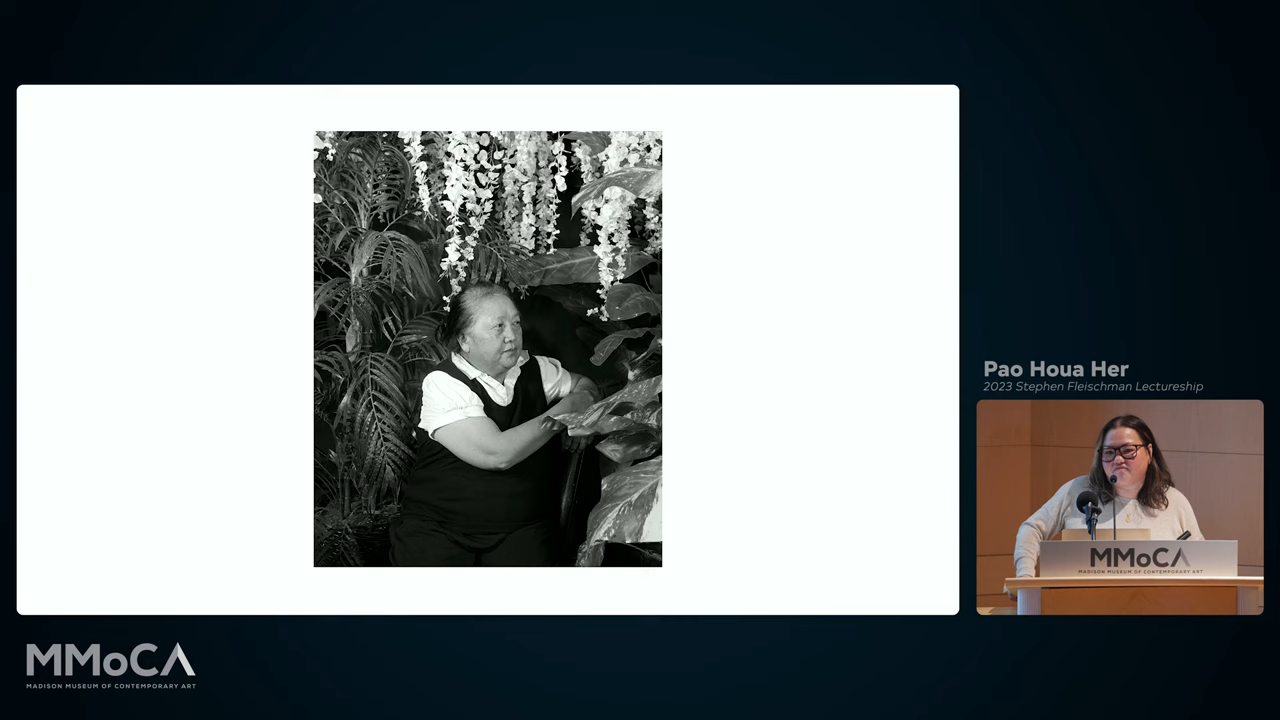 Pao Houa Her
2023 Stephen Fleischman Lectureship
MMoCA
MADISON MUSEUM OF CONTEMPORARY ART
MMoCA
MADISON MUSEUM OF CONTEMPORARY ART